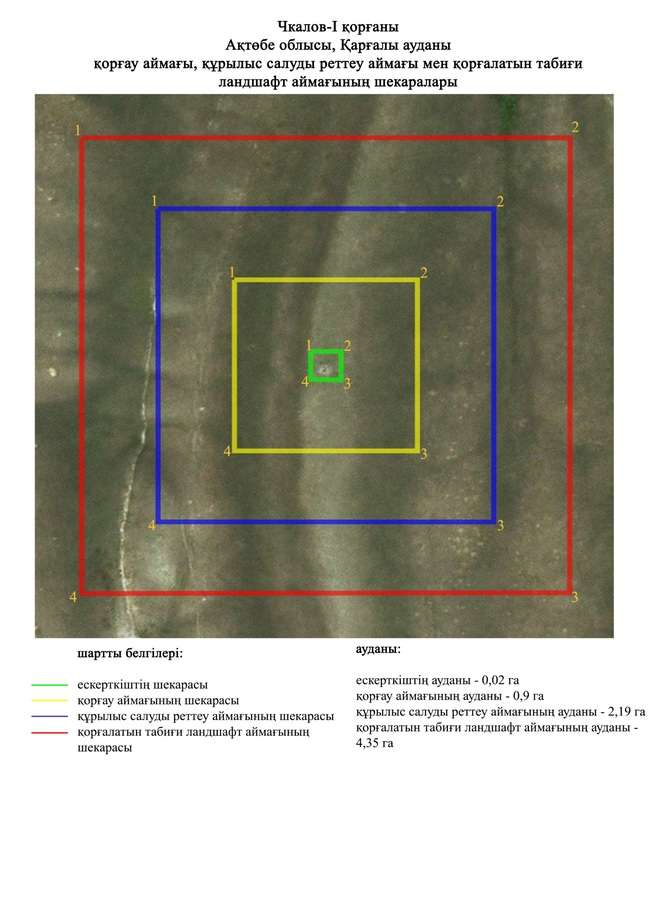 Чкалов-I қорғаны
Ақтөбе облысы, Қарғалы ауданы
қорғау аймағы, құрылыс салуды реттеу аймағы мен қорғалатын табиғи
ландшафт аймағының шекаралары
1
2
1
2
1
2
1
2
4
3
4
3
4
3
4
3
шартты белгілері:
ескерткіштің шекарасы
қорғау аймағының шекарасы
құрылыс салуды реттеу аймағының шекарасы
қорғалатын табиғи ландшафт аймағының
шекарасы
ауданы:
ескерткіштің ауданы - 0,02 га
қорғау аймағының ауданы - 0,9 га
құрылыс салуды реттеу аймағының ауданы - 2,19 га
қорғалатын табиғи ландшафт аймағының ауданы -
4,35 га